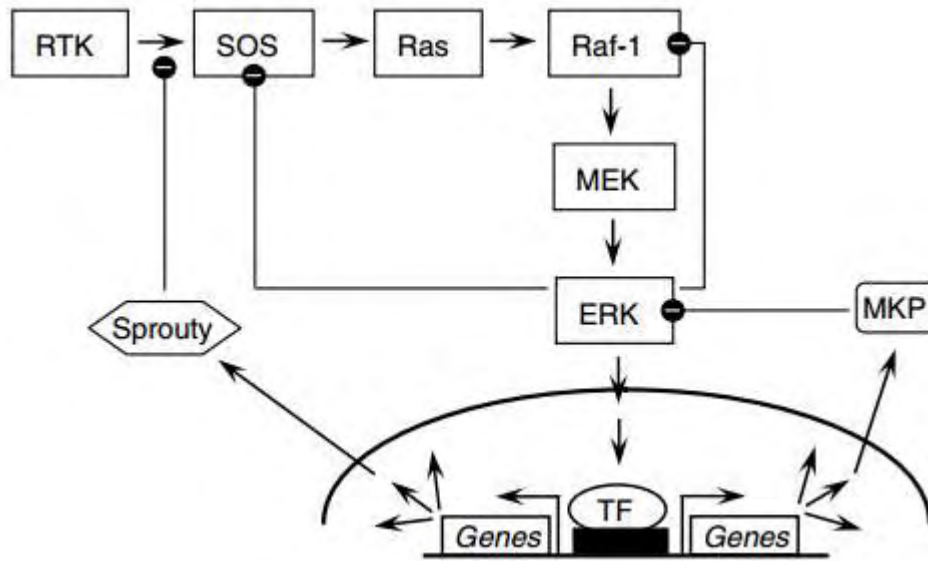 RTK
SOS
Ras
Raf-1
MEK
ERK
MKP
Sprouty
TF
Genes
Genes